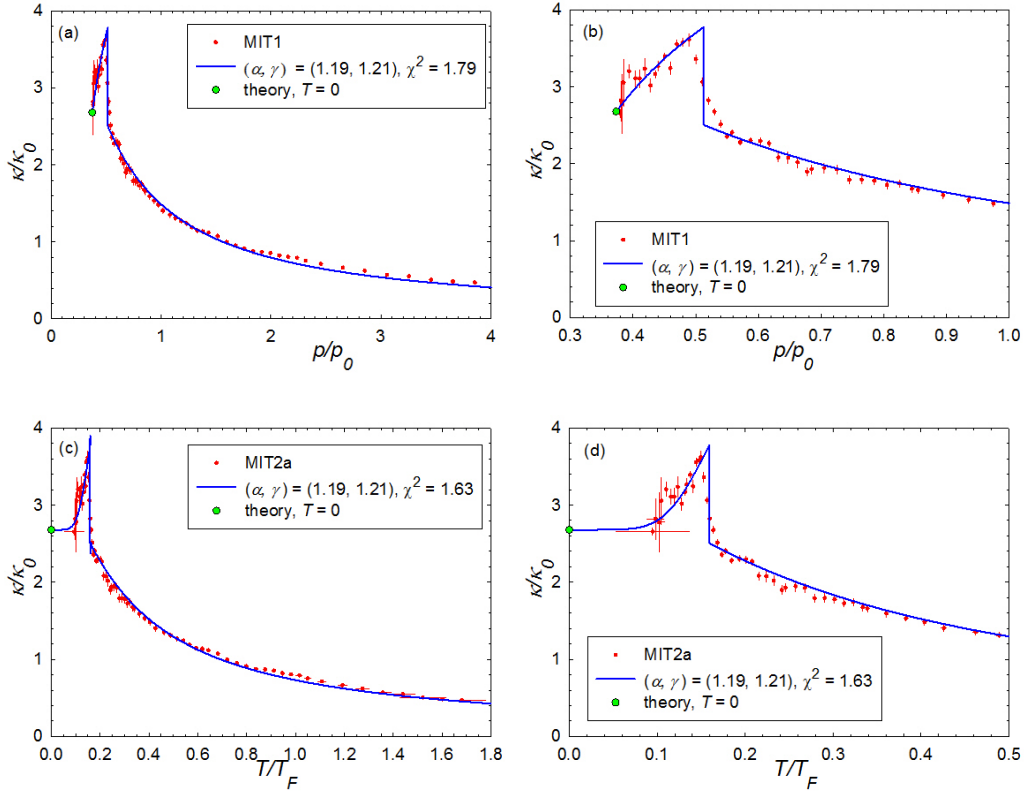 (a)
MIT1
(α, γ) = (1.19, 1.21), χ² = 1.79
theory, T = 0
κ/κ₀
4
3
2
1
0
0 1 2 3 4
p/p₀
(b)
MIT1
(α, γ) = (1.19, 1.21), χ² = 1.79
theory, T = 0
κ/κ₀
4
3
2
1
0
0.3 0.4 0.5 0.6 0.7 0.8 0.9 1.0
p/p₀
(c)
MIT2a
(α, γ) = (1.19, 1.21), χ² = 1.63
theory, T = 0
κ/κ₀
4
3
2
1
0
0.0 0.2 0.4 0.6 0.8 1.0 1.2 1.4 1.6 1.8
T/T_F
(d)
MIT2a
(α, γ) = (1.19, 1.21), χ² = 1.63
theory, T = 0
κ/κ₀
4
3
2
1
0
0.0 0.1 0.2 0.3 0.4 0.5
T/T_F